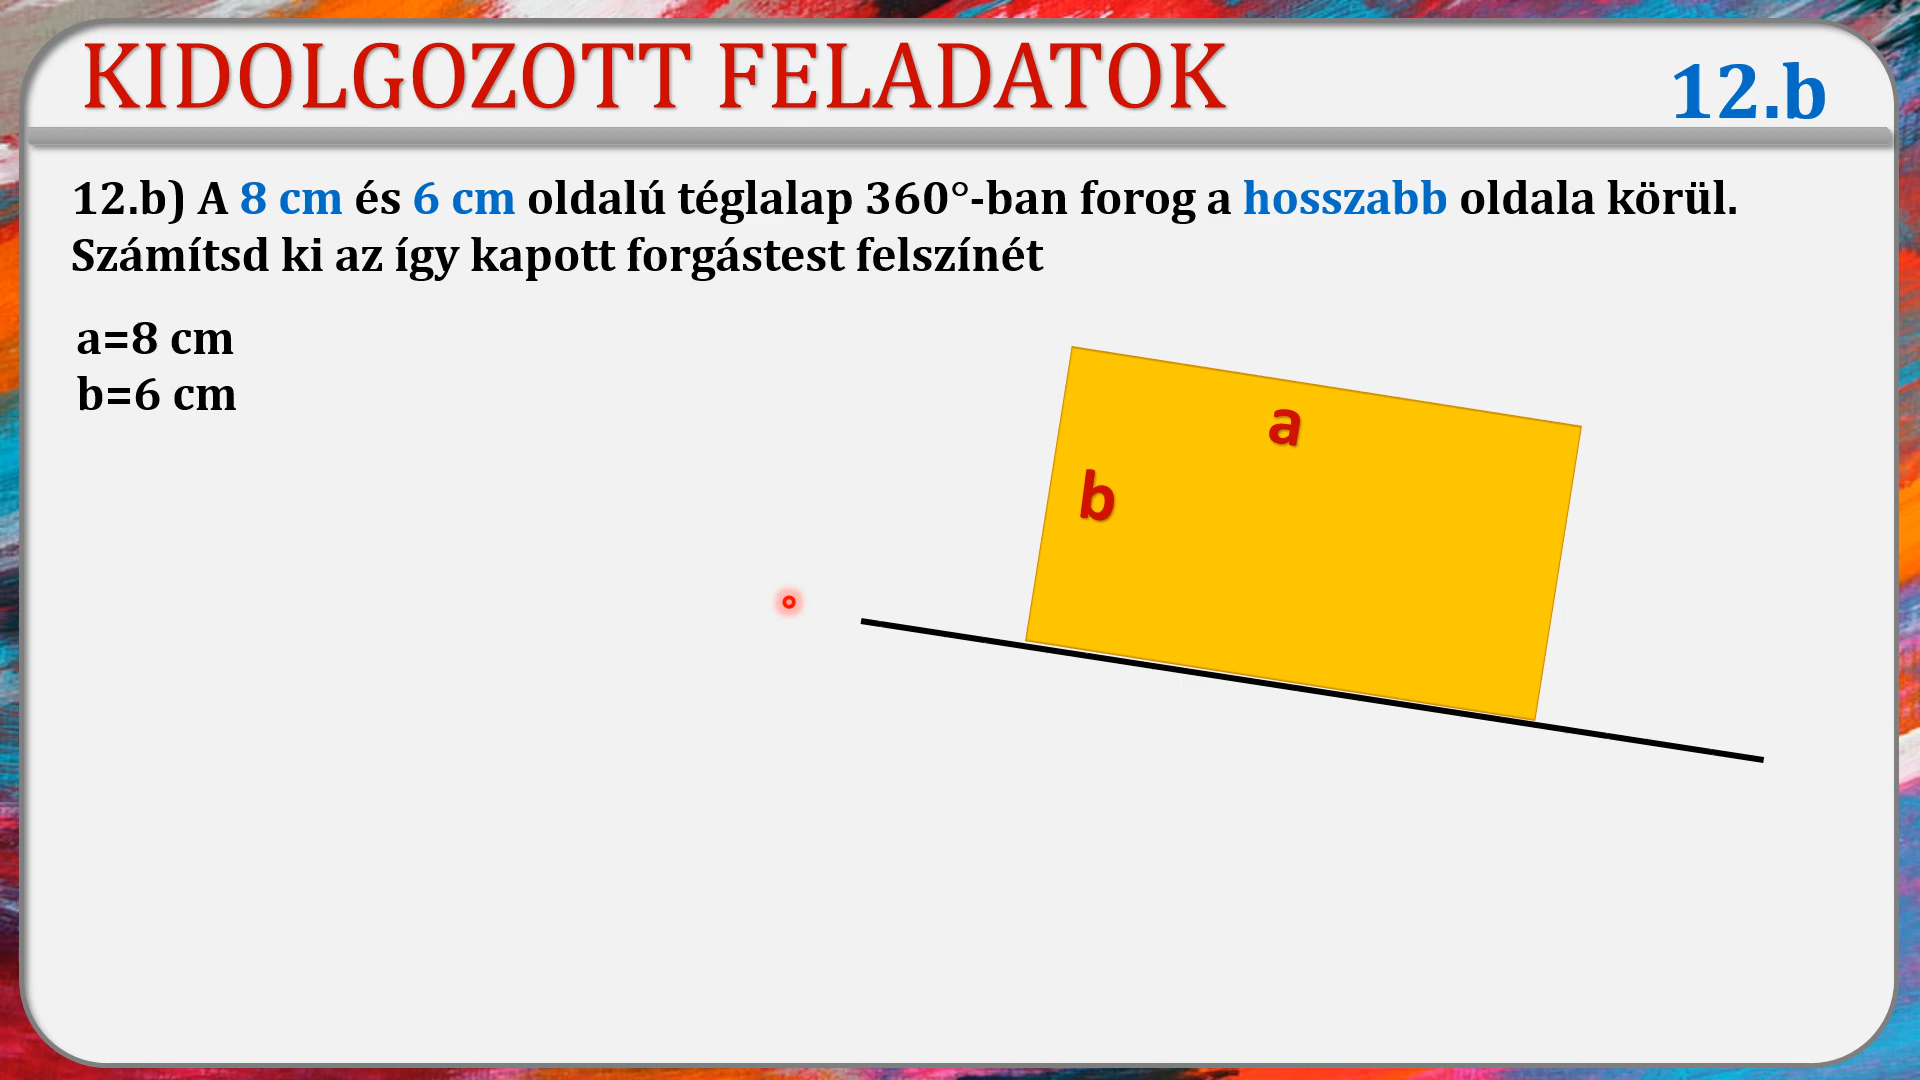 KIDOLGOZOTT FELADATOK
12.b
12.b) A 8 cm és 6 cm oldalú téglalap 360°-ban forog a hosszabb oldala körül.
Számítsd ki az így kapott forgástest felszínét
a=8 cm
b=6 cm
a
b